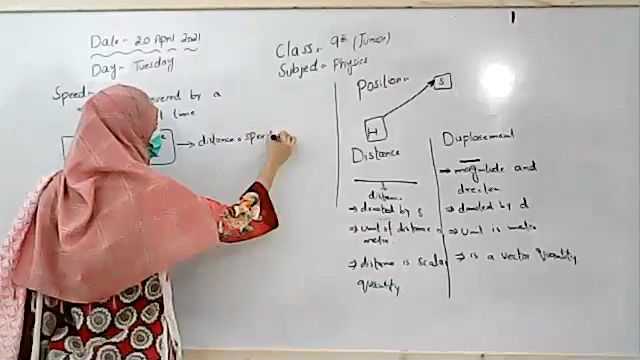 Date- 20 April 2021
Day- Tuesday
Class. 9th (Junior)
Subject- Physics
Speed= covered by a
time
→ distance = speed
Position
H
S
Distance
distance
⇒ denoted by s
⇒ unit of distance
metre.
⇒ distance is scalar
quantity
Displacement
magnitude and
direction
⇒ denoted by d
⇒ Unit is metre
⇒ is a vector quantity